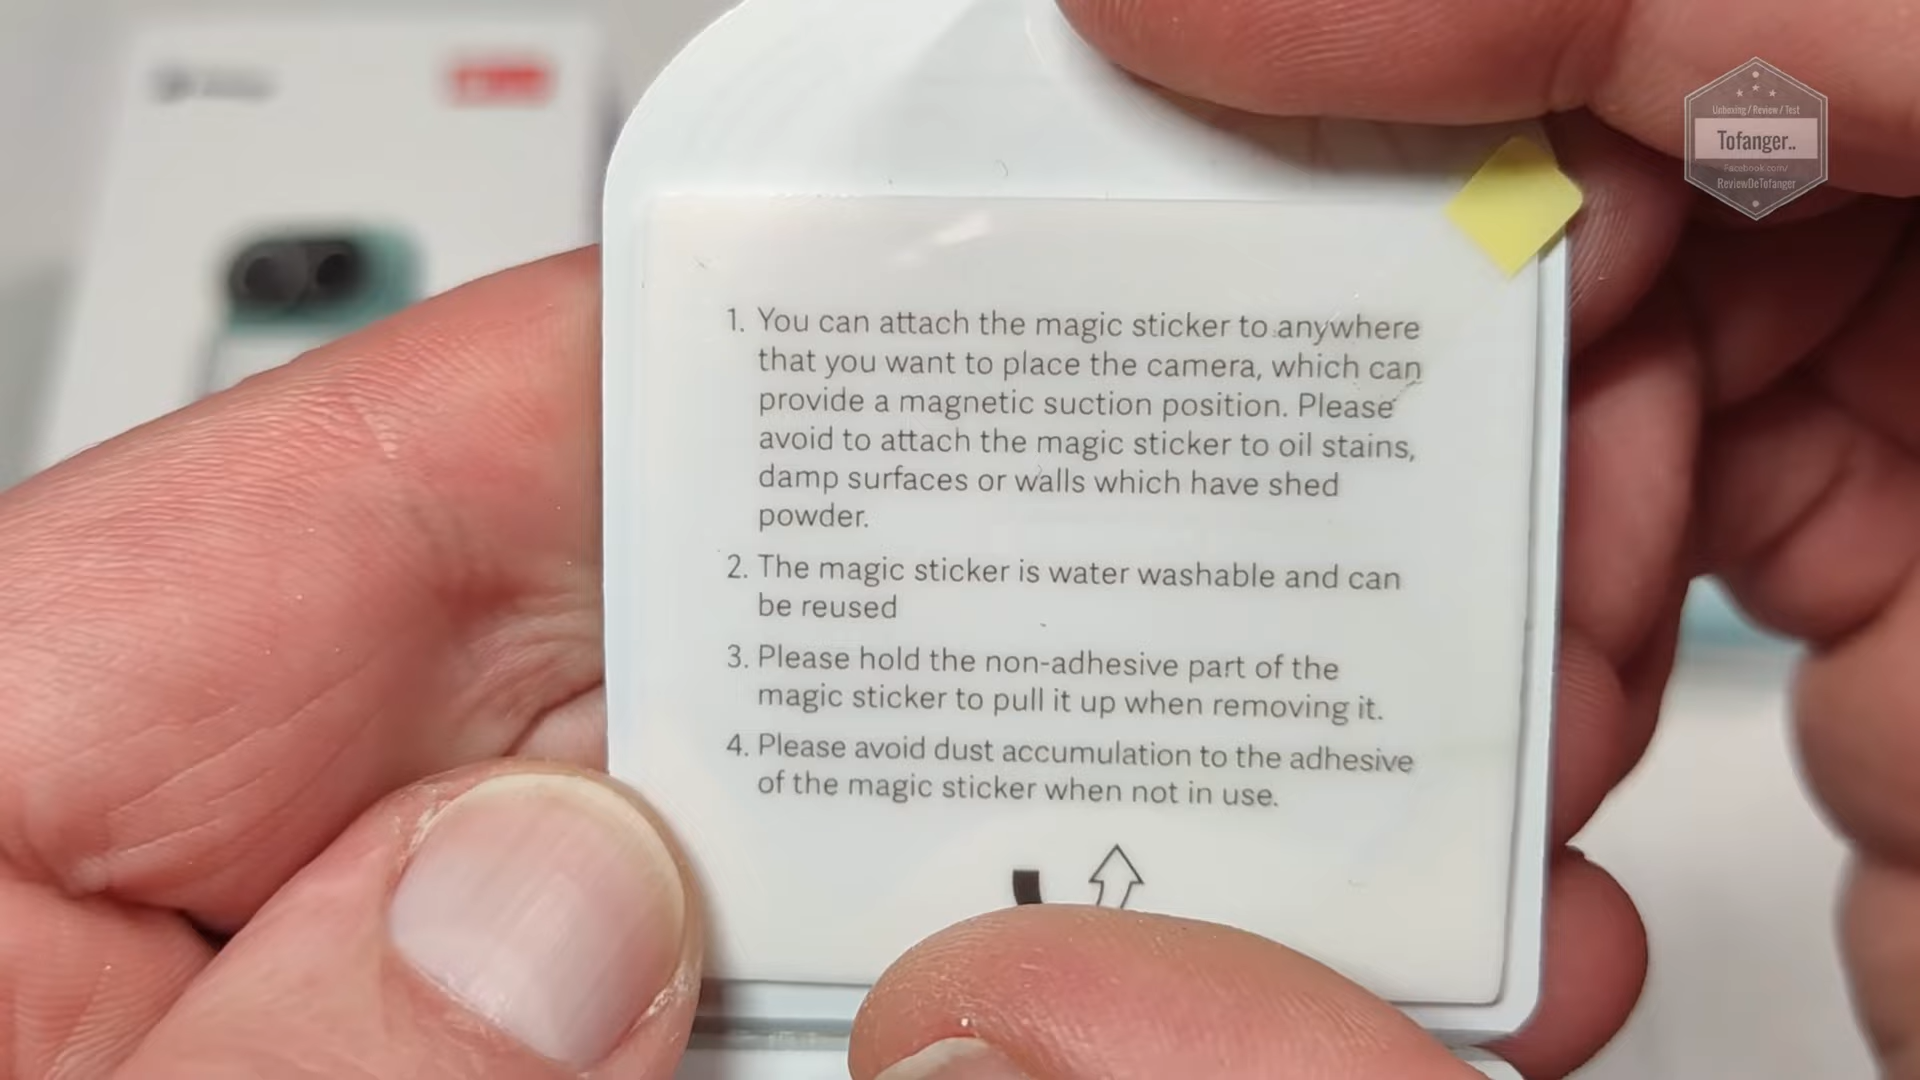 Unboxing / Review / Test
Tofanger..
Facebook.com/
ReviewDeTofanger
1. You can attach the magic sticker to anywhere
that you want to place the camera, which can
provide a magnetic suction position. Please
avoid to attach the magic sticker to oil stains,
damp surfaces or walls which have shed
powder.
2. The magic sticker is water washable and can
be reused
3. Please hold the non-adhesive part of the
magic sticker to pull it up when removing it.
4. Please avoid dust accumulation to the adhesive
of the magic sticker when not in use.